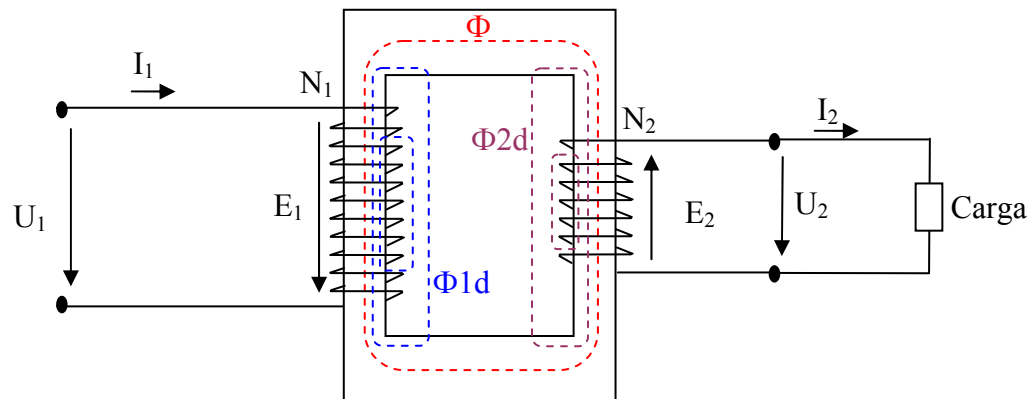 Φ
I₁
N₁
I₂
N₂
Φ2d
U₁
E₁
E₂
U₂
Carga
Φ1d